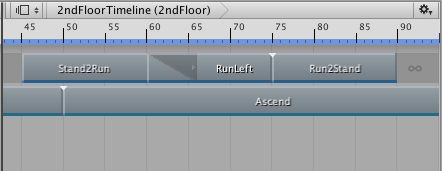 2ndFloorTimeline (2ndFloor)
45 50 55 60 65 70 75 80 85 90
Stand2Run RunLeft Run2Stand ∞
Ascend